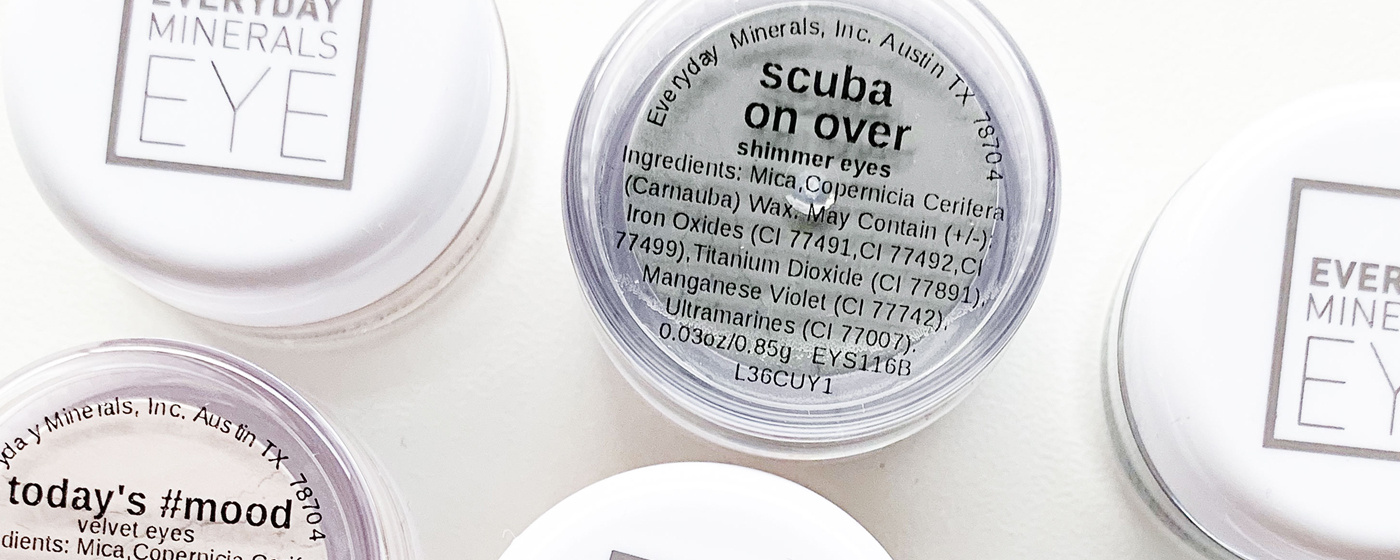 EVERYDAY
MINERALS
EYE
Everyday Minerals, Inc. Austin TX 78704
scuba
on over
shimmer eyes
Ingredients: Mica,Copernicia Cerifera
(Carnauba) Wax. May Contain (+/-):
Iron Oxides (CI 77491,CI 77492,CI
77499),Titanium Dioxide (CI 77891),
Manganese Violet (CI 77742),
Ultramarines (CI 77007).
0.03oz/0.85g EYS116B
L36CUY1
EVER
MINE
EY
yday Minerals, Inc. Austin TX 78704
today's #mood
velvet eyes
dients: Mica,Copernicia